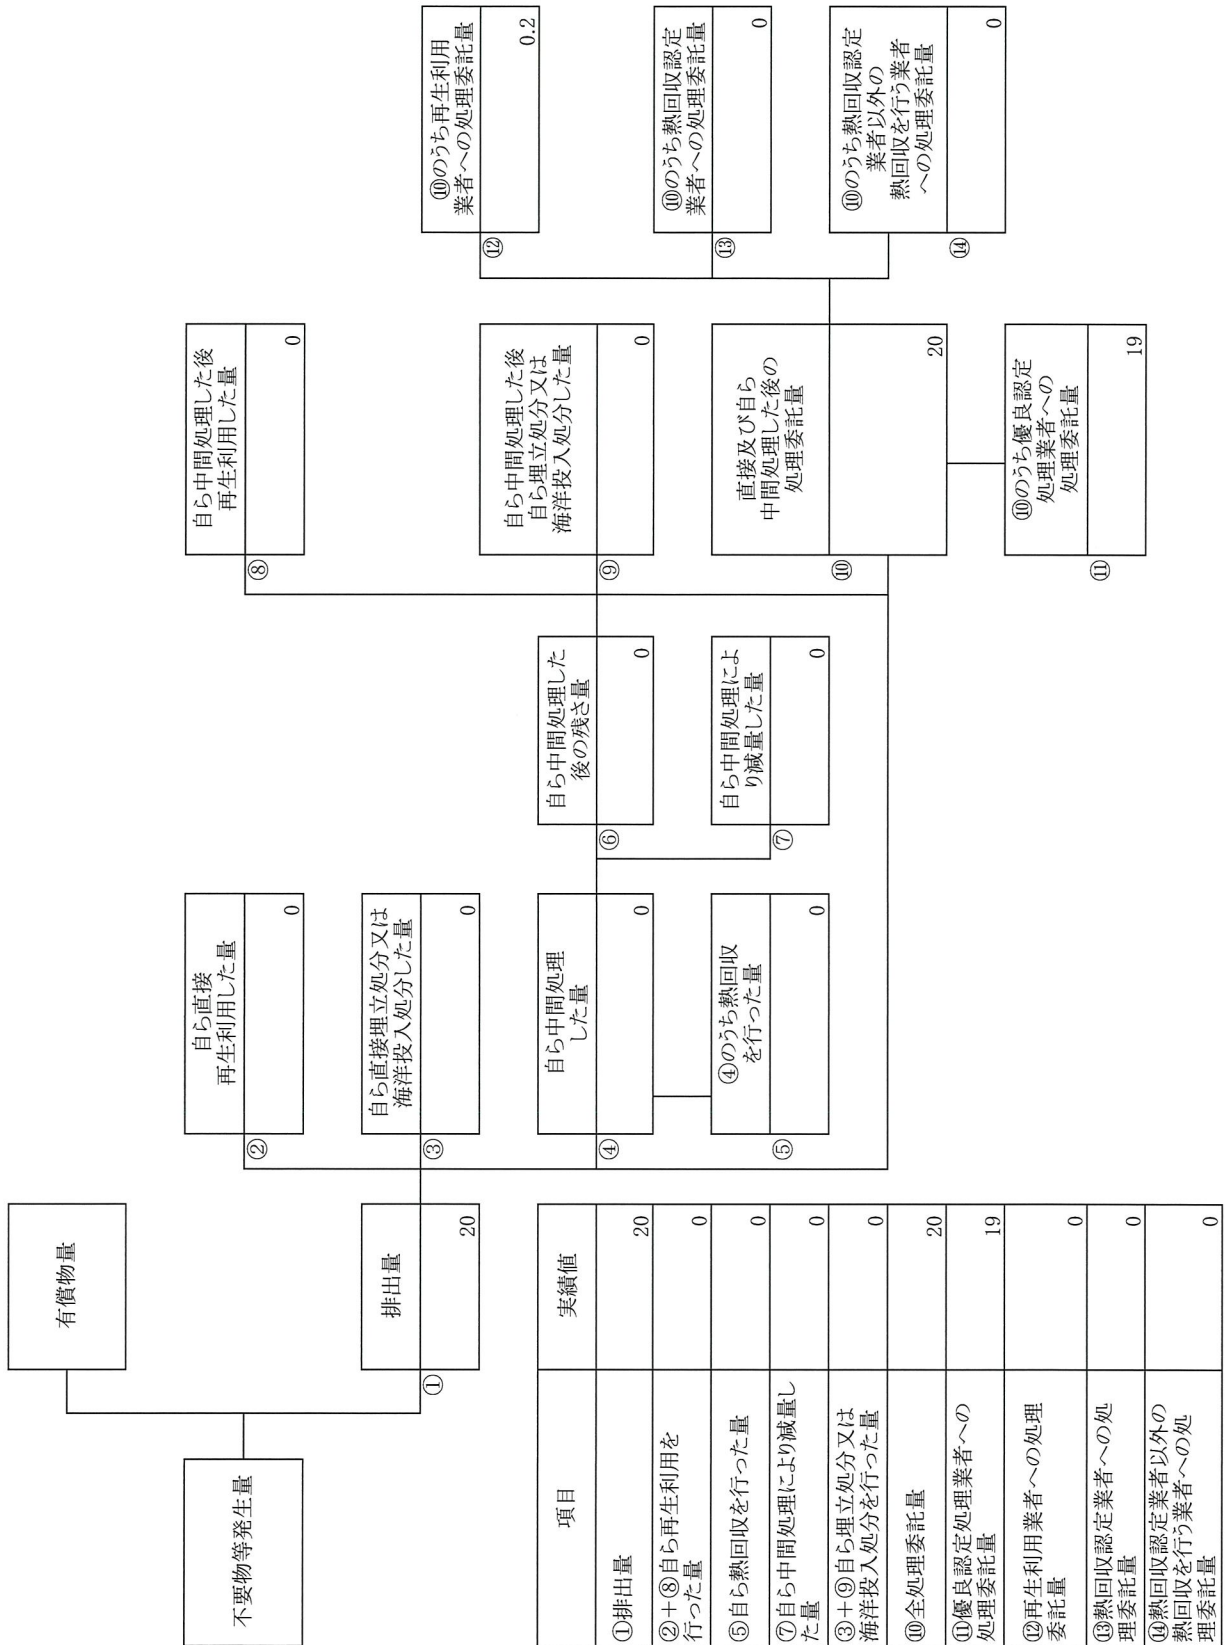 不要物等発生量
有償物量
①
排出量
20
②
自ら直接
再生利用した量
0
③
自ら直接埋立処分又は
海洋投入処分した量
0
④
自ら中間処理
した量
0
⑤
④のうち熱回収
を行った量
0
⑥
自ら中間処理した
後の残さ量
0
⑦
自ら中間処理によ
り減量した量
0
⑧
自ら中間処理した後
再生利用した量
0
⑨
自ら中間処理した後
自ら埋立処分又は
海洋投入処分した量
0
⑩
直接及び自ら
中間処理した後の
処理委託量
20
⑪
⑩のうち優良認定
処理業者への
処理委託量
19
⑫
⑩のうち再生利用
業者への処理委託量
0.2
⑬
⑩のうち熱回収認定
業者への処理委託量
0
⑭
⑩のうち熱回収認定
業者以外の
熱回収を行う業者
への処理委託量
0
項目 実績値
①排出量 20
②+⑧自ら再生利用を
行った量 0
⑤自ら熱回収を行った量 0
⑦自ら中間処理により減量し
た量 0
③+⑨自ら埋立処分又は
海洋投入処分を行った量 0
⑩全処理委託量 20
⑪優良認定処理業者への
処理委託量 19
⑫再生利用業者への処理
委託量 0
⑬熱回収認定業者への処
理委託量 0
⑭熱回収認定業者以外の
熱回収を行う業者への処
理委託量 0